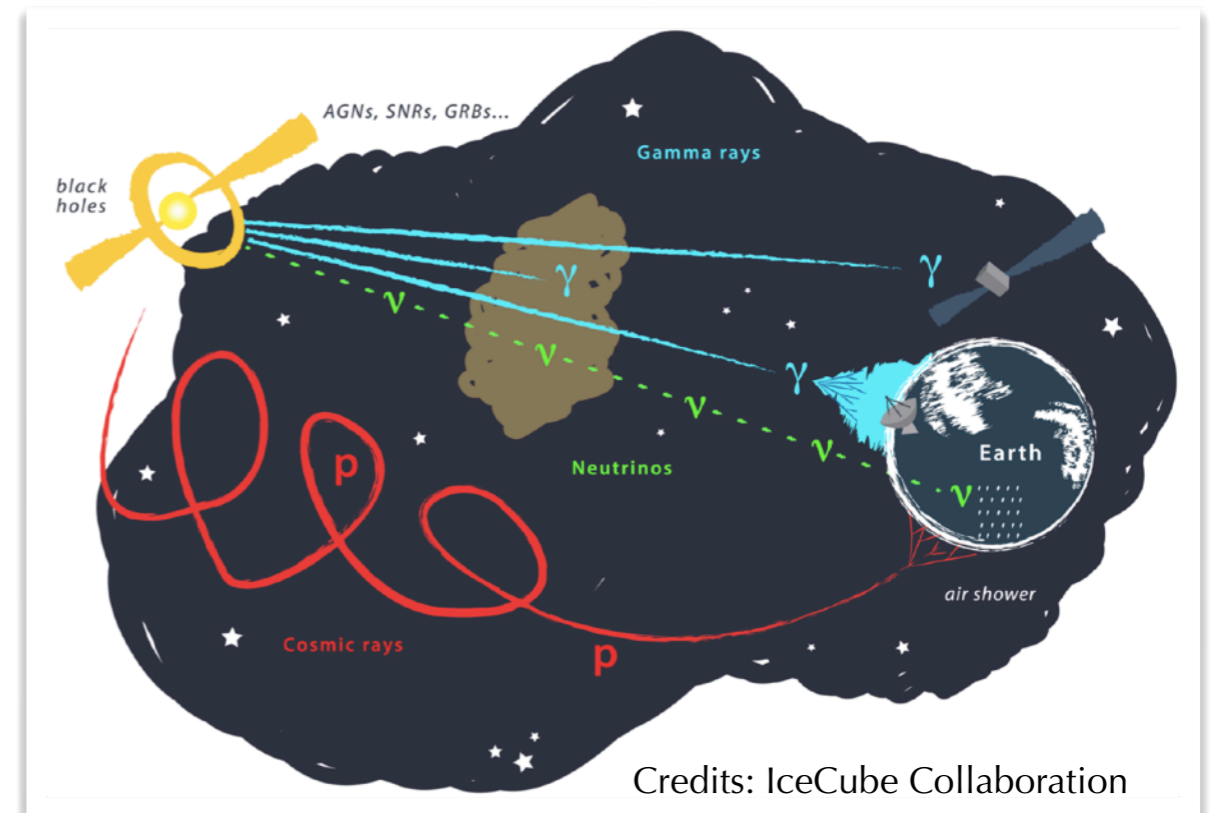 AGNs, SNRs, GRBs...
Gamma rays
black
holes
γ
γ
ν
ν
γ
ν
ν
Earth
p
Neutrinos
ν
air shower
Cosmic rays
p
Credits: IceCube Collaboration